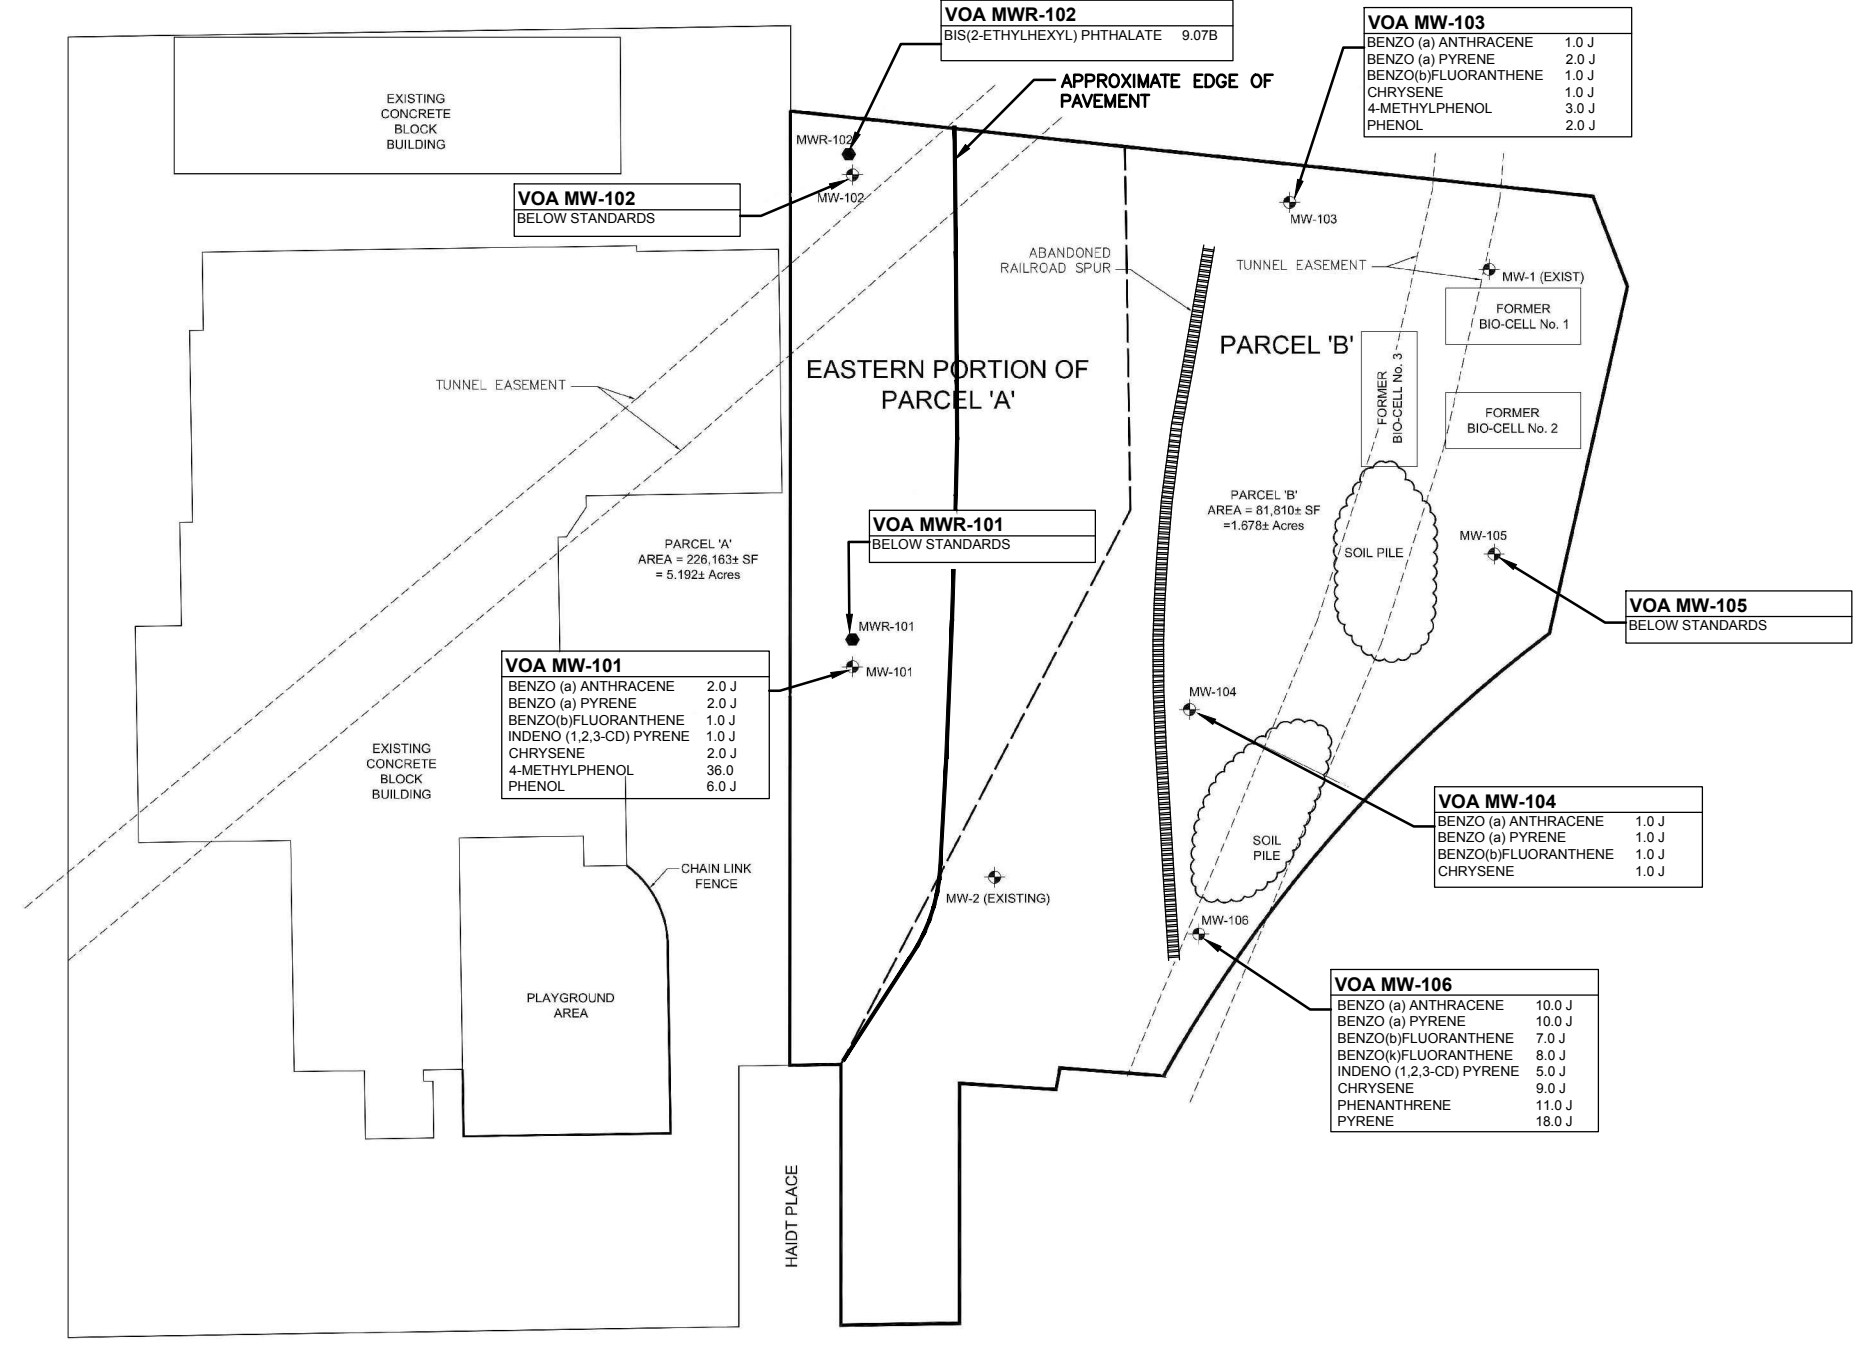 VOA MWR-102
BIS(2-ETHYLHEXYL) PHTHALATE 9.07B
VOA MW-103
BENZO (a) ANTHRACENE 1.0 J
BENZO (a) PYRENE 2.0 J
BENZO(b)FLUORANTHENE 1.0 J
CHRYSENE 1.0 J
4-METHYLPHENOL 3.0 J
PHENOL 2.0 J
APPROXIMATE EDGE OF
PAVEMENT
EXISTING
CONCRETE
BLOCK
BUILDING
MWR-102
VOA MW-102
BELOW STANDARDS
MW-102
MW-103
ABANDONED
RAILROAD SPUR
TUNNEL EASEMENT
MW-1 (EXIST)
FORMER
BIO-CELL No. 1
PARCEL 'B'
EASTERN PORTION OF
PARCEL 'A'
TUNNEL EASEMENT
FORMER
BIO-CELL No. 3
FORMER
BIO-CELL No. 2
PARCEL 'B'
AREA = 81,810± SF
=1.678± Acres
VOA MWR-101
BELOW STANDARDS
PARCEL 'A'
AREA = 226,163± SF
= 5.192± Acres
SOIL PILE
MW-105
VOA MW-105
BELOW STANDARDS
MWR-101
MW-101
VOA MW-101
BENZO (a) ANTHRACENE 2.0 J
BENZO (a) PYRENE 2.0 J
BENZO(b)FLUORANTHENE 1.0 J
INDENO (1,2,3-CD) PYRENE 1.0 J
CHRYSENE 2.0 J
4-METHYLPHENOL 36.0
PHENOL 6.0 J
MW-104
EXISTING
CONCRETE
BLOCK
BUILDING
VOA MW-104
BENZO (a) ANTHRACENE 1.0 J
BENZO (a) PYRENE 1.0 J
BENZO(b)FLUORANTHENE 1.0 J
CHRYSENE 1.0 J
SOIL
PILE
CHAIN LINK
FENCE
MW-2 (EXISTING)
MW-106
VOA MW-106
BENZO (a) ANTHRACENE 10.0 J
BENZO (a) PYRENE 10.0 J
BENZO(b)FLUORANTHENE 7.0 J
BENZO(k)FLUORANTHENE 8.0 J
INDENO (1,2,3-CD) PYRENE 5.0 J
CHRYSENE 9.0 J
PHENANTHRENE 11.0 J
PYRENE 18.0 J
PLAYGROUND
AREA
HAIDT PLACE